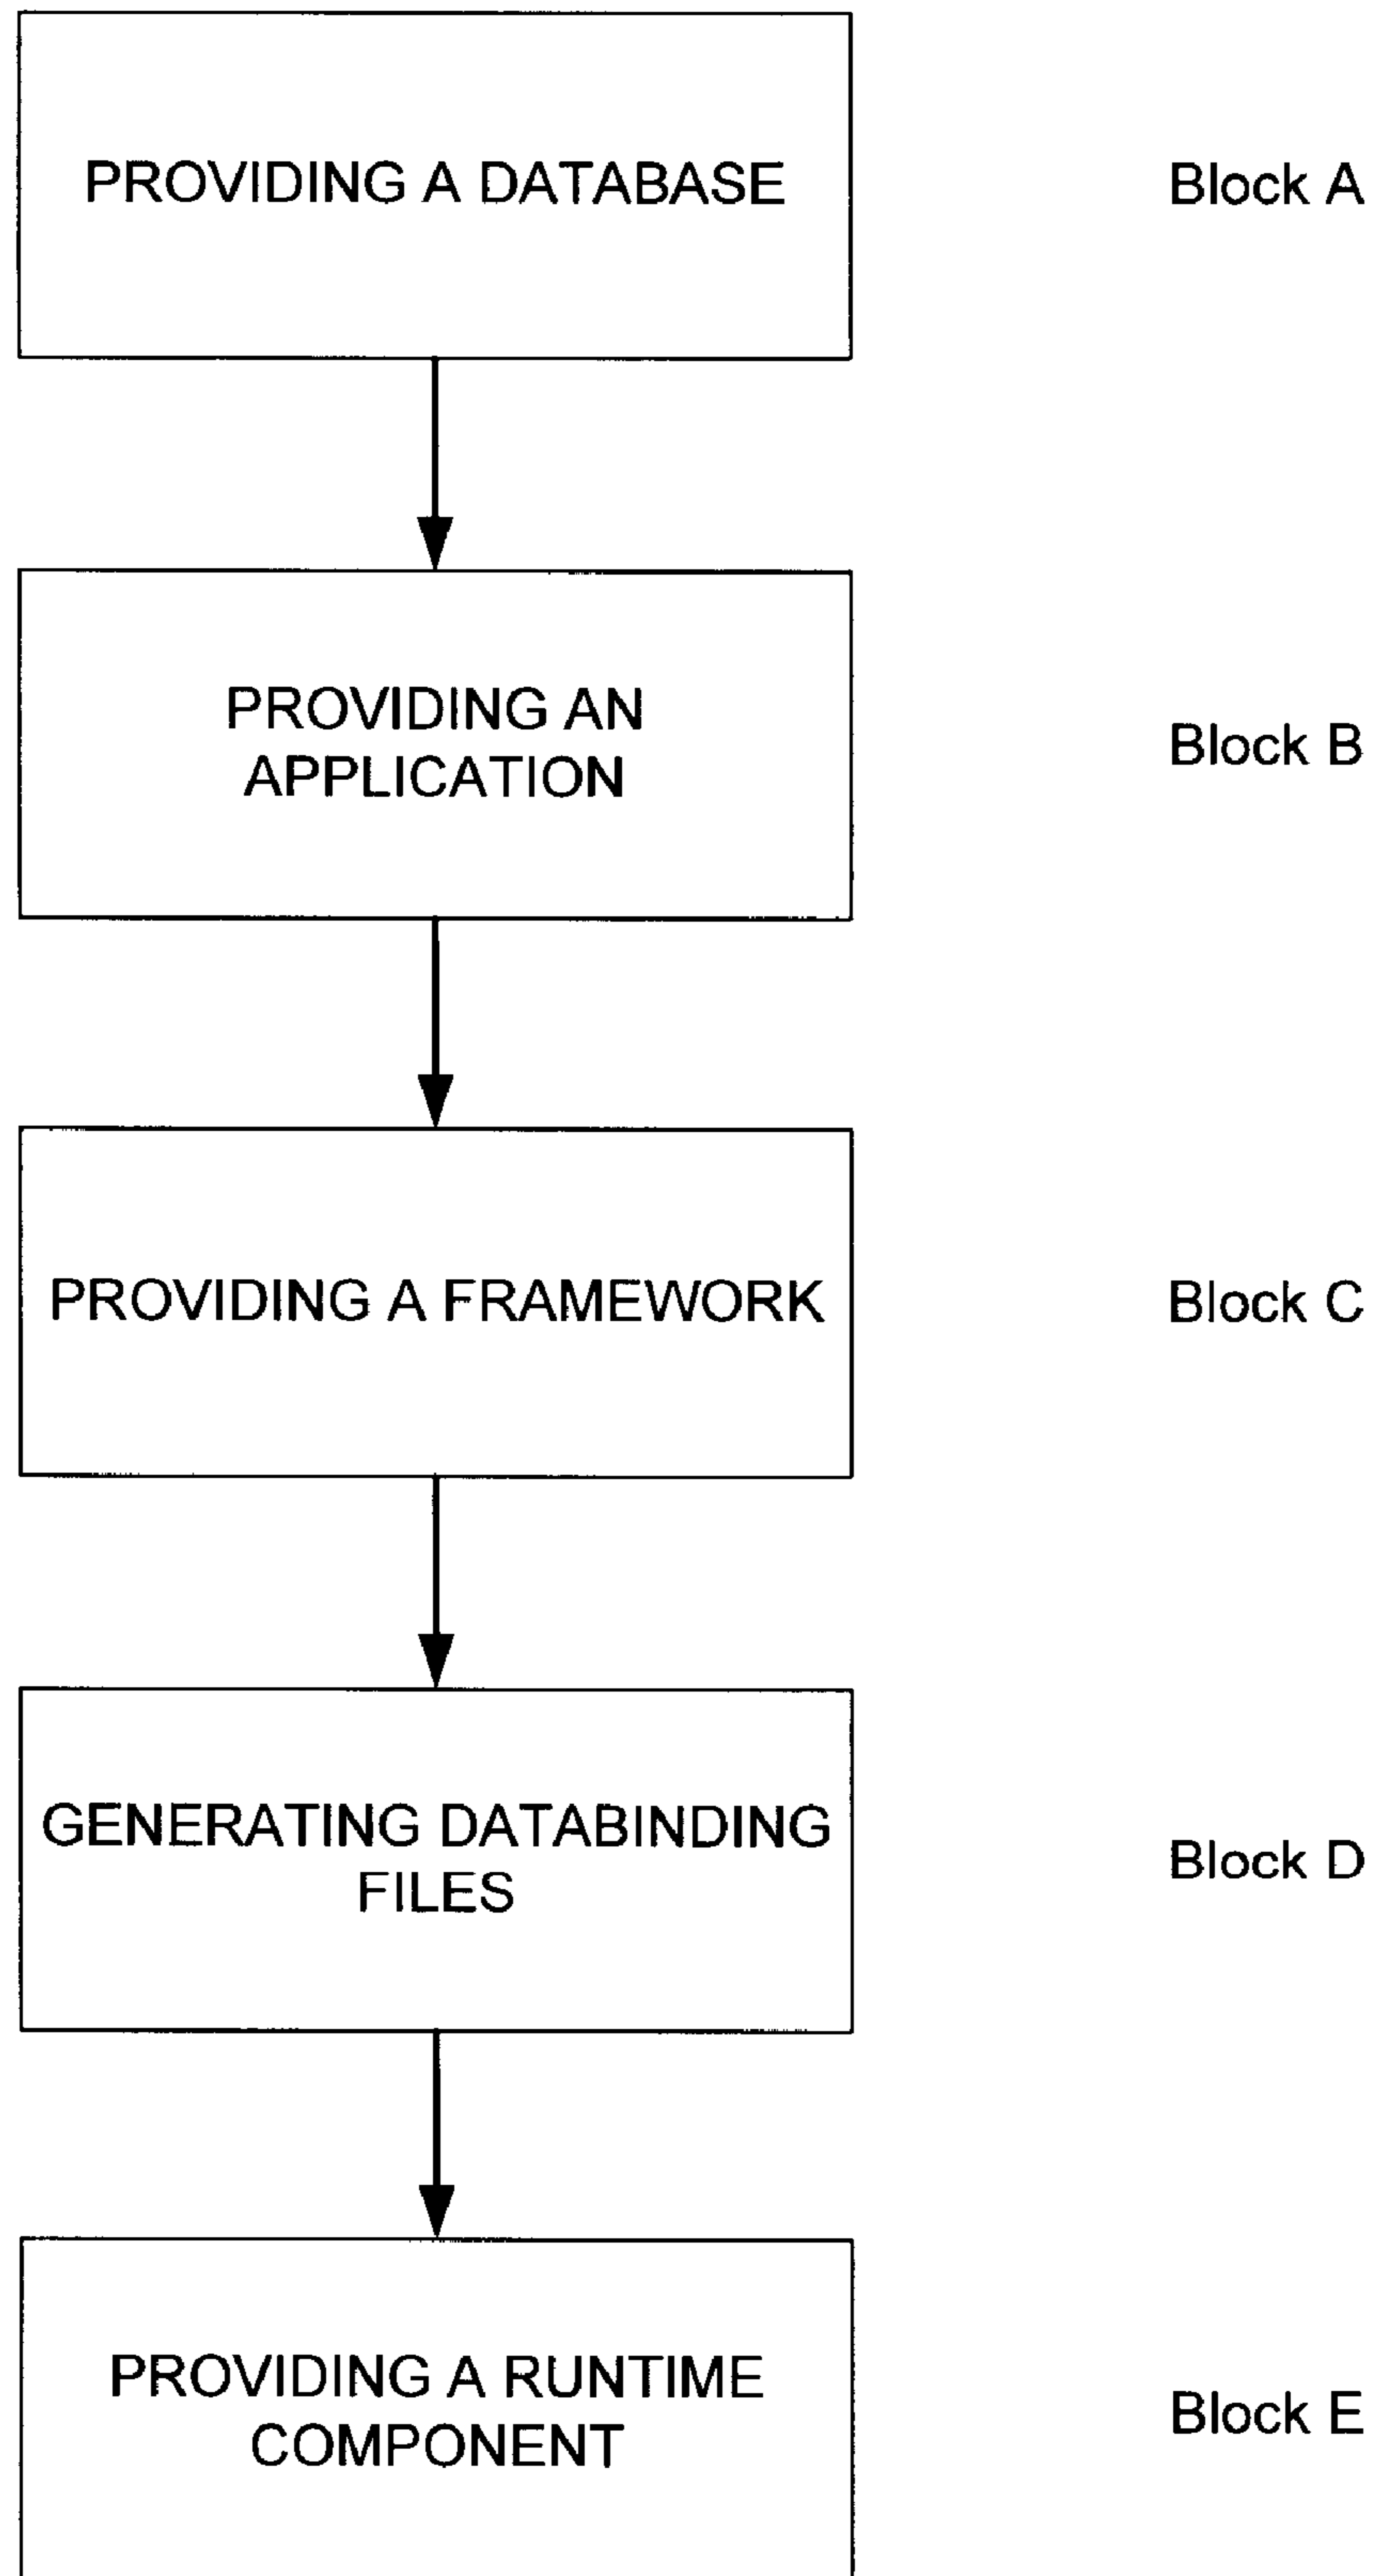 PROVIDING A DATABASE
Block A
PROVIDING AN
APPLICATION
Block B
PROVIDING A FRAMEWORK
Block C
GENERATING DATABINDING
FILES
Block D
PROVIDING A RUNTIME
COMPONENT
Block E